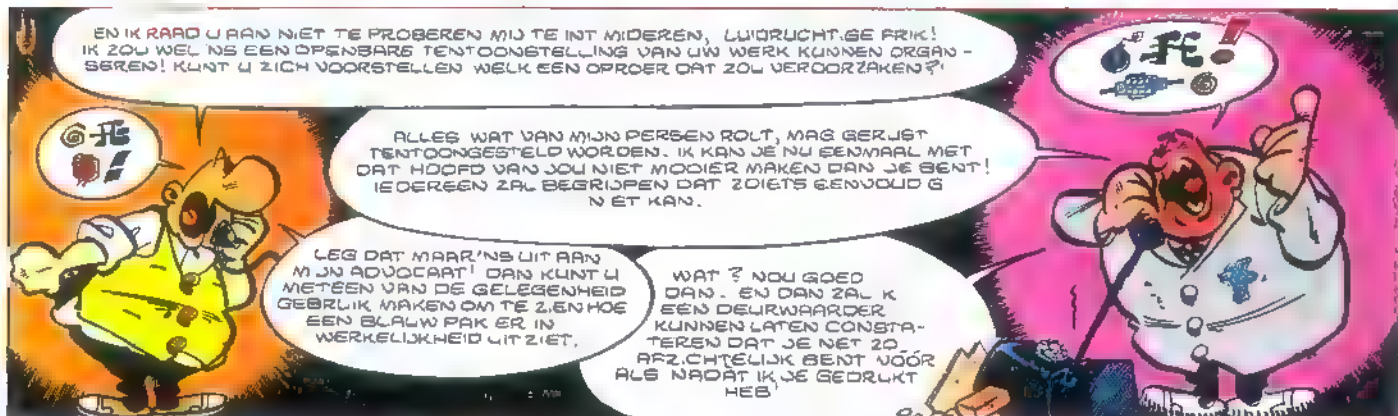 EN IK RAAD U AAN NIET TE PROBEREN MIJ TE INTIMIDEREN, LUIDRUCHTIGE FRIK!
IK ZOU WEL 'NS EEN OPENBARE TENTOONSTELLING VAN UW WERK KUNNEN ORGANI-
SEREN! KUNT U ZICH VOORSTELLEN WELK EEN OPROER DAT ZOU VEROORZAKEN?!
ALLES WAT VAN MIJN PERSEN ROLT, MAG GERUST
TENTOONGESTELD WORDEN. IK KAN JE NU EENMAAL MET
DAT HOOFD VAN JOU NIET MOOIER MAKEN DAN JE BENT!
IEDEREEN ZAL BEGRIJPEN DAT ZOIETS EENVOUDIG
NIET KAN.
LEG DAT MAAR 'NS UIT AAN
MIJN ADVOCAAT! DAN KUNT U
METEEN VAN DE GELEGENHEID
GEBRUIK MAKEN OM TE ZIEN HOE
EEN BLAUW PAK ER IN
WERKELIJKHEID UITZIET.
WAT? NOU GOED
DAN. EN DAN ZAL IK
EEN DEURWAARDER
KUNNEN LATEN CONSTA-
TEREN DAT JE NET ZO
AFZICHTELIJK BENT VÓÓR
ALS NADAT IK JE GEDRUKT
HEB!